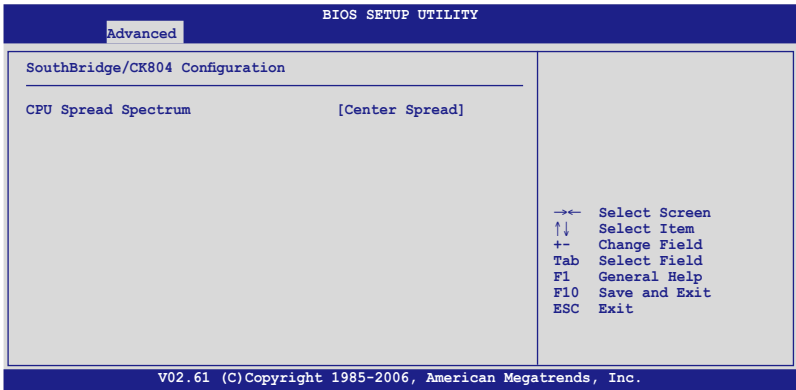 BIOS SETUP UTILITY
Advanced
SouthBridge/CK804 Configuration
CPU Spread Spectrum [Center Spread]
→← Select Screen
↑↓ Select Item
+- Change Field
Tab Select Field
F1 General Help
F10 Save and Exit
ESC Exit
V02.61 (C)Copyright 1985-2006, American Megatrends, Inc.